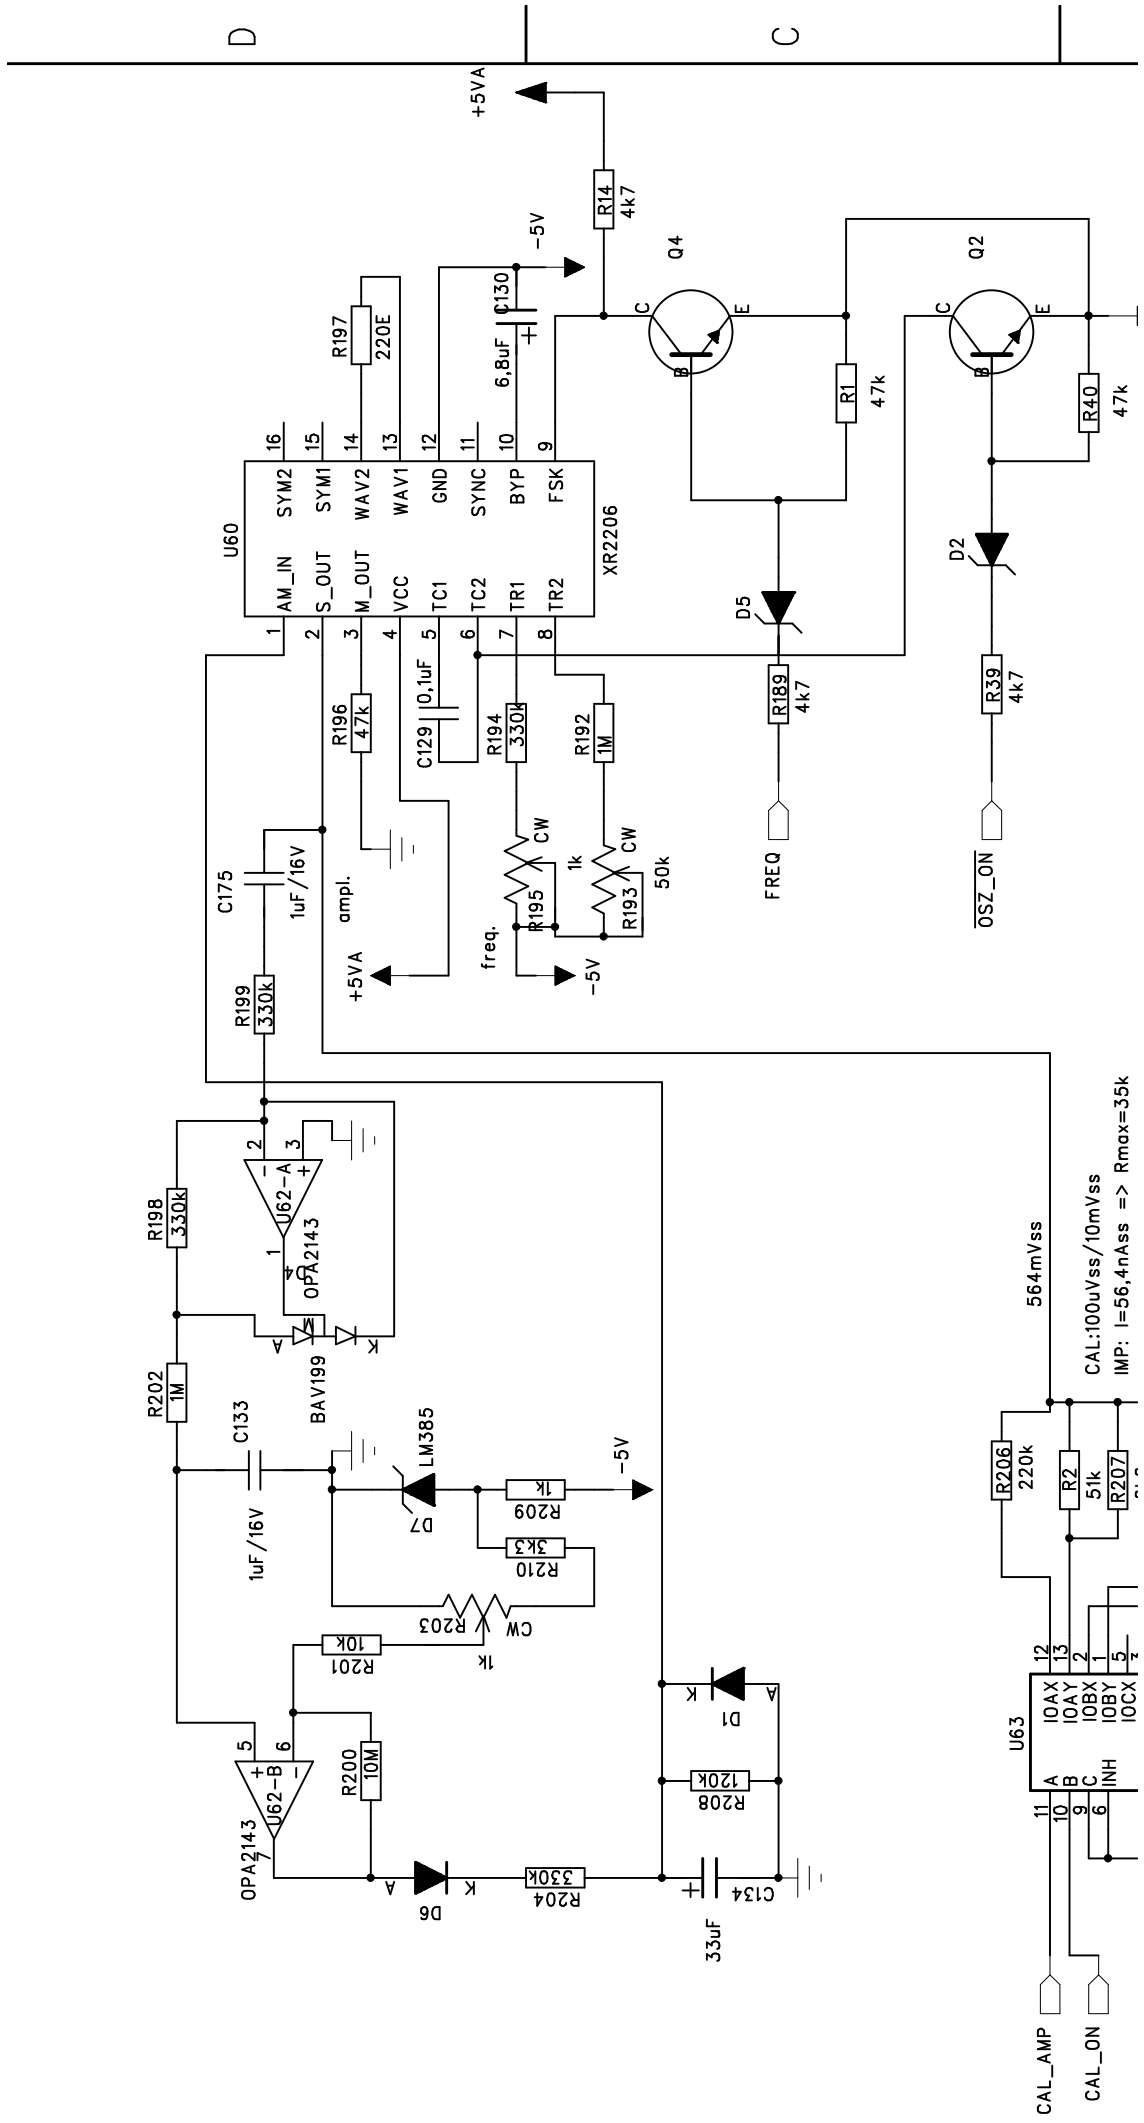 D
C
+5VA
R14
4k7
-5V
Q4
C
B
E
R1
47k
Q2
C
B
E
R40
47k
R197
220E
C130
6,8uF
+
16
15
14
13
12
11
10
9
SYM2
SYM1
WAV2
WAV1
GND
SYNC
BYP
FSK
U60
XR2206
AM_IN
S_OUT
M_OUT
VCC
TC1
TC2
TR1
TR2
1
2
3
4
5
6
7
8
D5
D2
R189
4k7
R39
4k7
FREQ
OSZ_ON
R196
47k
C129
0,1uF
R194
330k
R192
1M
CW
1k
R195
CW
50k
R193
freq.
-5V
C175
1uF/16V
ampl.
+5VA
R199
330k
R198
330k
2
3
-
+
U62-A
1
OPA2143
D4
M
A
K
BAV199
R202
1M
C133
1uF/16V
LM385
D7
R209
1k
-5V
R210
3k3
R203
CW
1k
R201
10k
5
6
+
-
U62-B
OPA2143
7
R200
10M
A
K
D6
R204
330k
K
A
D1
R208
120k
+
C134
33uF
564mVss
CAL:100uVss/10mVss
IMP: I=56,4nAss => Rmax=35k
R206
220k
R2
51k
R207
12
13
2
1
5
3
IOAX
IOAY
IOBX
IOBY
IOCX
U63
A
B
C
INH
11
10
9
6
CAL_AMP
CAL_ON